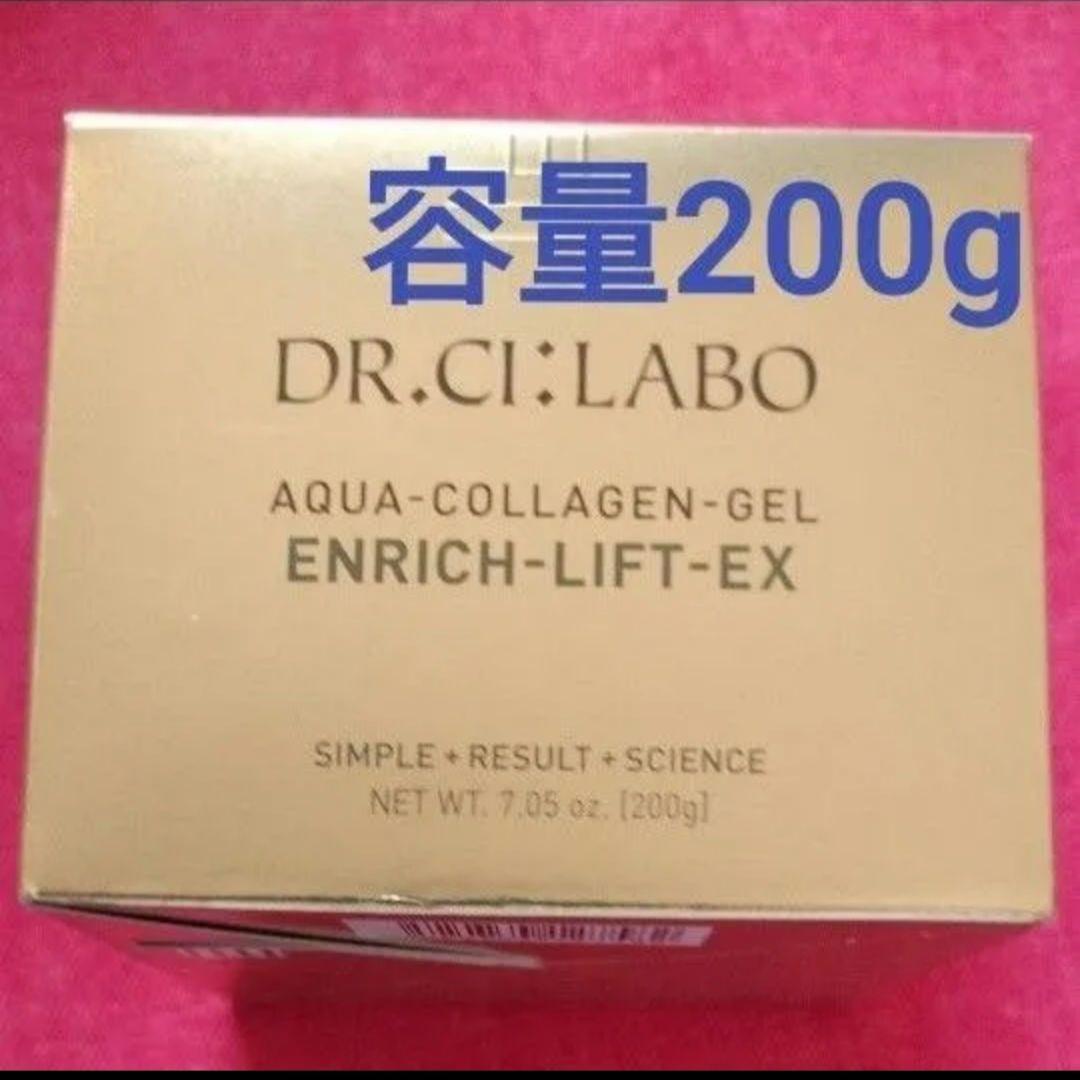 容量200g
DR.CI:LABO
AQUA-COLLAGEN-GEL
ENRICH-LIFT-EX
SIMPLE + RESULT + SCIENCE
NET WT. 7.05 oz. [200g]